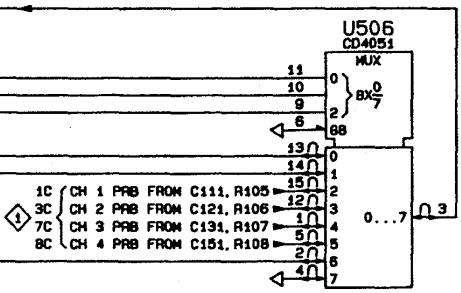 U506
CD4051
MUX
11 0
10 BX 0/7
9 2
6 G8
13 0
14 1
1C CH 1 PRB FROM C111, R105 15 2
3C CH 2 PRB FROM C121, R106 12 3
1 7C CH 3 PRB FROM C131, R107 1 4
8C CH 4 PRB FROM C151, R108 5 5
0...7 3
2 6
4 7